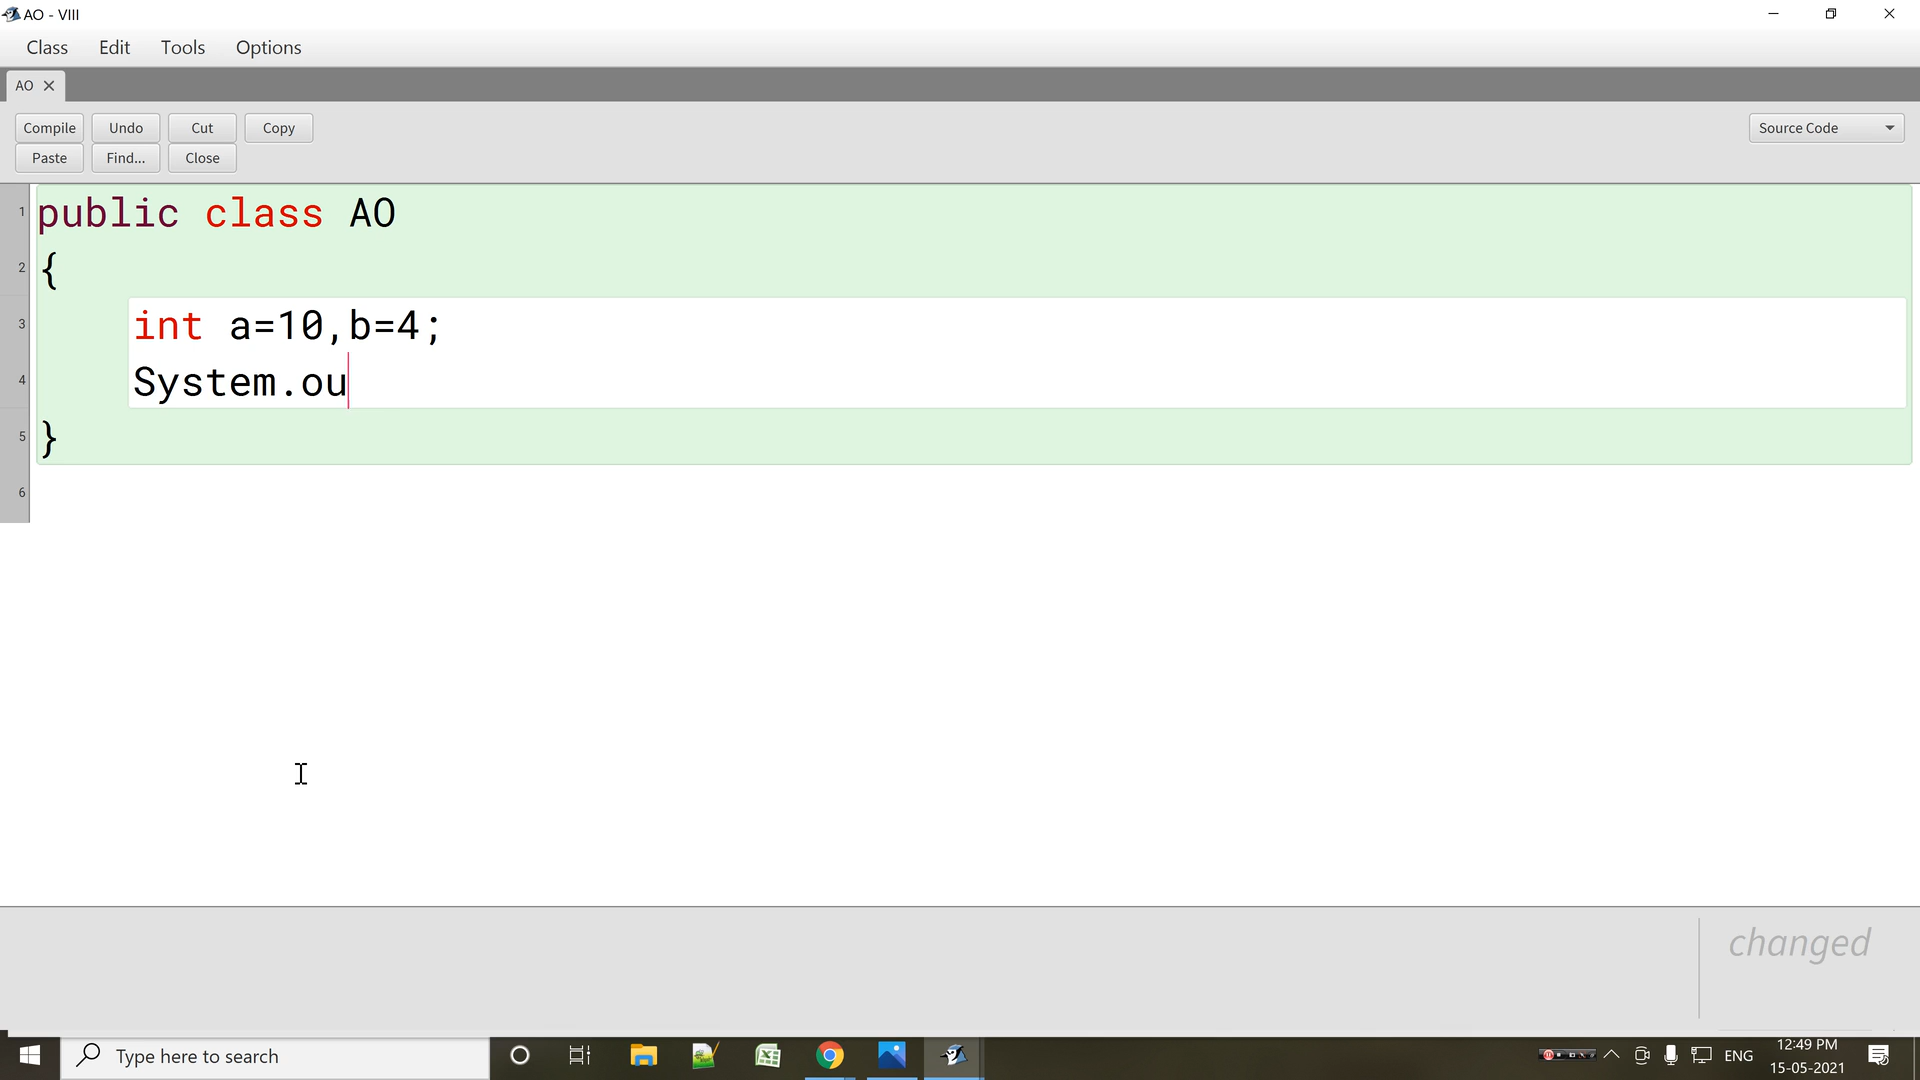 AO - VIII
Class Edit Tools Options
AO
Compile Undo Cut Copy
Paste Find... Close
Source Code
1 public class AO
2 {
3 int a=10,b=4;
4 System.ou
5 }
6
changed
Type here to search
ENG
12:49 PM
15-05-2021